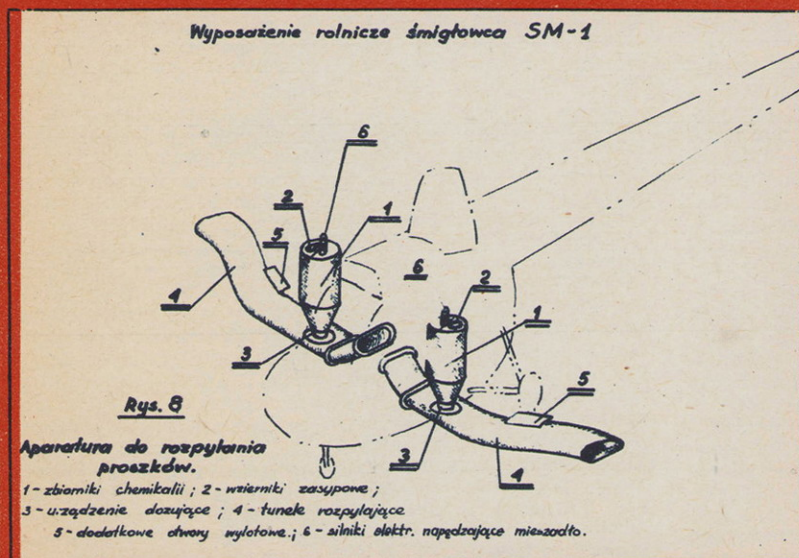 Wyposażenie rolnicze śmigłowca SM-1
6
2
1
5
6
2
4
1
3
5
Rys. 8
3
4
Aparatura do rozpylania
proszków.
1 - zbiorniki chemikalii ; 2 - wzierniki zasypowe ;
3 - urządzenie dozujące ; 4 - tunele rozpylające
5 - dodatkowe otwory wylotowe.; 6 - silniki elektr. napędzające mieszadło.